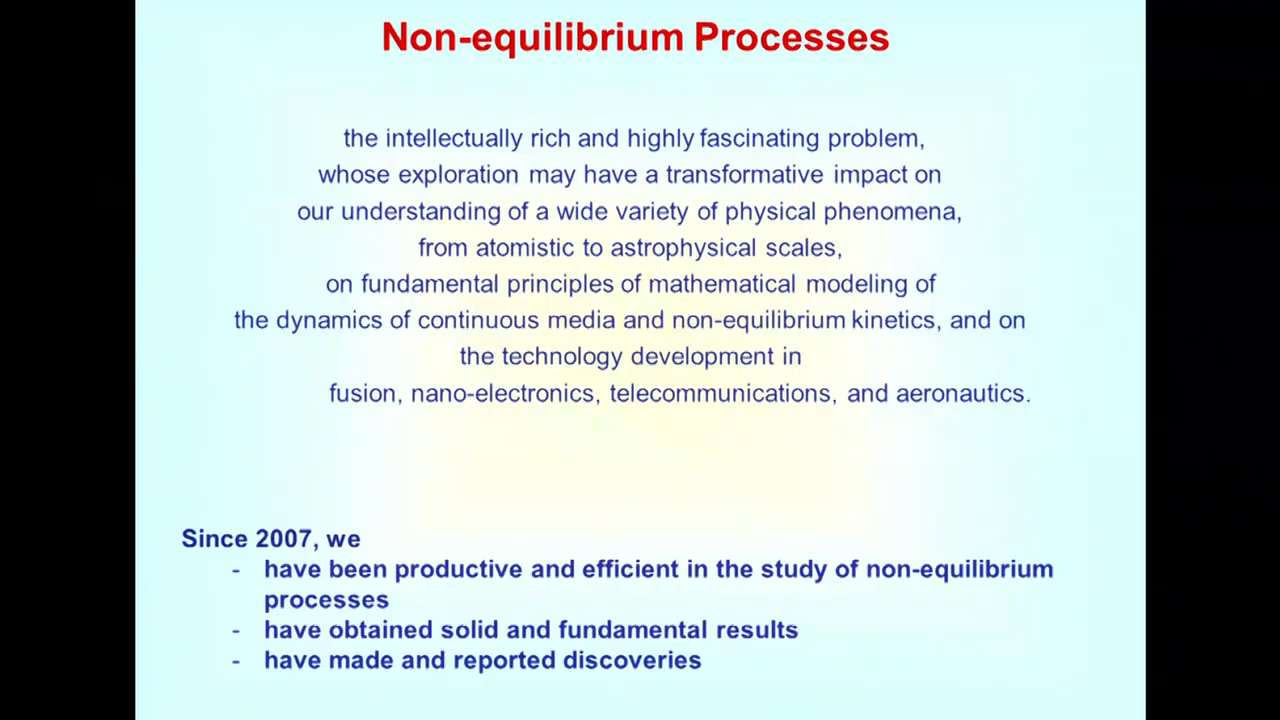 Non-equilibrium Processes
the intellectually rich and highly fascinating problem,
whose exploration may have a transformative impact on
our understanding of a wide variety of physical phenomena,
from atomistic to astrophysical scales,
on fundamental principles of mathematical modeling of
the dynamics of continuous media and non-equilibrium kinetics, and on
the technology development in
fusion, nano-electronics, telecommunications, and aeronautics.
Since 2007, we
- have been productive and efficient in the study of non-equilibrium
processes
- have obtained solid and fundamental results
- have made and reported discoveries